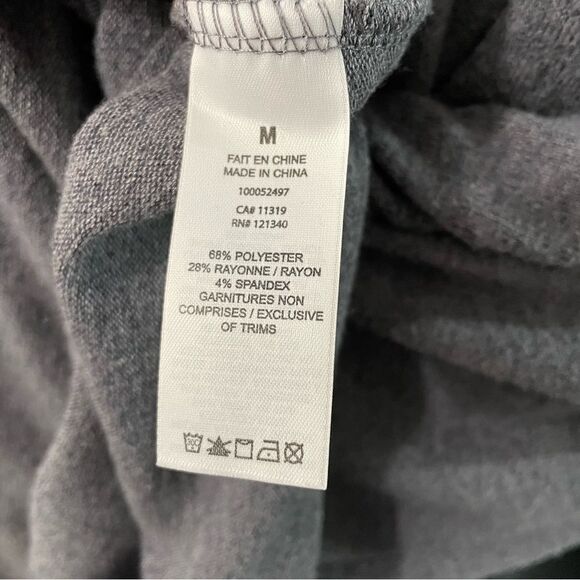 M
FAIT EN CHINE
MADE IN CHINA
100052497
CA# 11319
RN# 121340
68% POLYESTER
28% RAYONNE / RAYON
4% SPANDEX
GARNITURES NON
COMPRISES / EXCLUSIVE
OF TRIMS